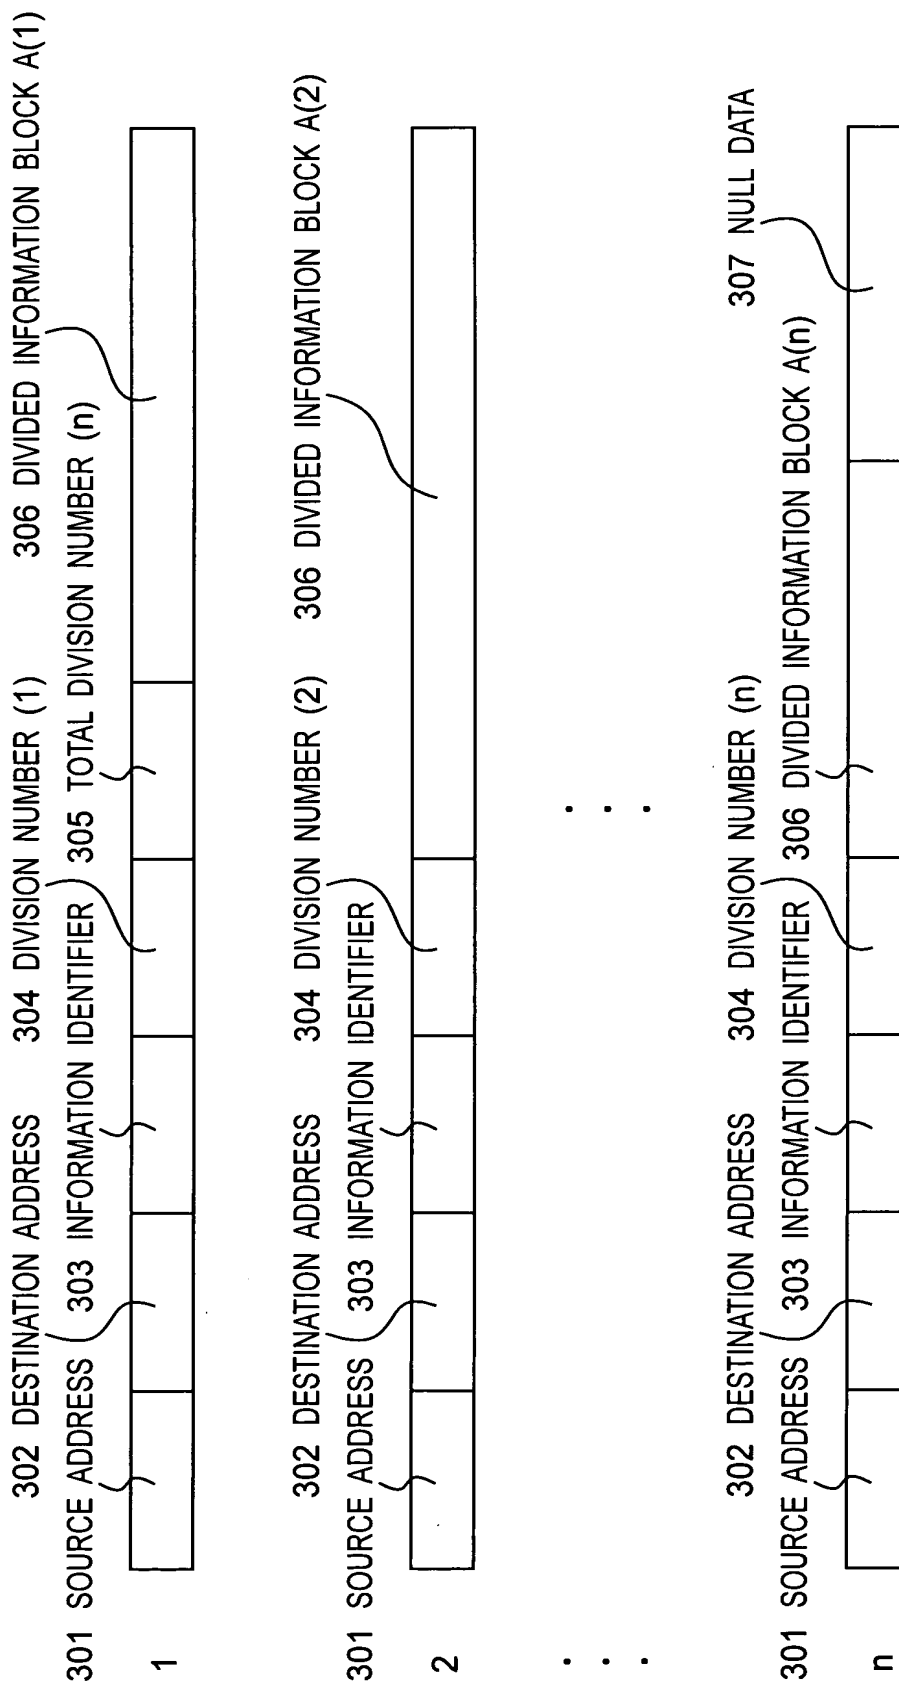 302 DESTINATION ADDRESS
304 DIVISION NUMBER (1)
306 DIVIDED INFORMATION BLOCK A(1)
301 SOURCE ADDRESS
303 INFORMATION IDENTIFIER
305 TOTAL DIVISION NUMBER (n)
1
302 DESTINATION ADDRESS
304 DIVISION NUMBER (2)
306 DIVIDED INFORMATION BLOCK A(2)
301 SOURCE ADDRESS
303 INFORMATION IDENTIFIER
2
. . .
. . .
302 DESTINATION ADDRESS
304 DIVISION NUMBER (n)
307 NULL DATA
301 SOURCE ADDRESS
303 INFORMATION IDENTIFIER
306 DIVIDED INFORMATION BLOCK A(n)
n